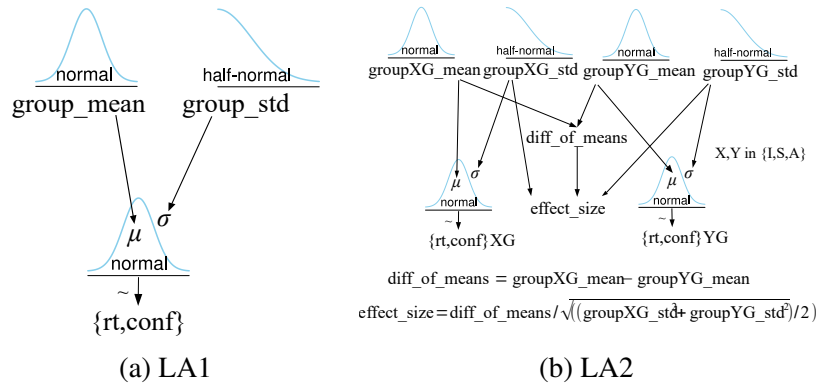 normal
half-normal
group_mean
group_std
μ
σ
normal
~
{rt,conf}
(a) LA1
normal
half-normal
normal
half-normal
groupXG_mean
groupXG_std
groupYG_mean
groupYG_std
diff_of_means
X,Y in {I,S,A}
μ
σ
μ
σ
normal
effect_size
normal
~
~
{rt,conf}XG
{rt,conf}YG
diff_of_means = groupXG_mean− groupYG_mean
effect_size=diff_of_means/√(((groupXG_std²+ groupYG_std²)/2)
(b) LA2